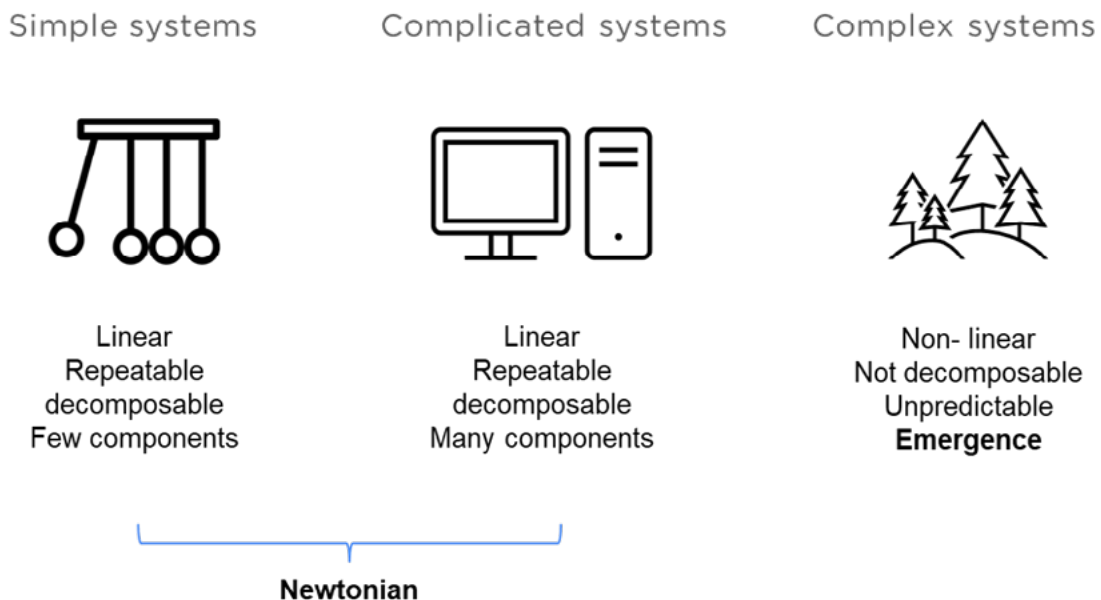 Simple systems
Complicated systems
Complex systems
Linear
Repeatable
decomposable
Few components
Linear
Repeatable
decomposable
Many components
Non- linear
Not decomposable
Unpredictable
Emergence
Newtonian